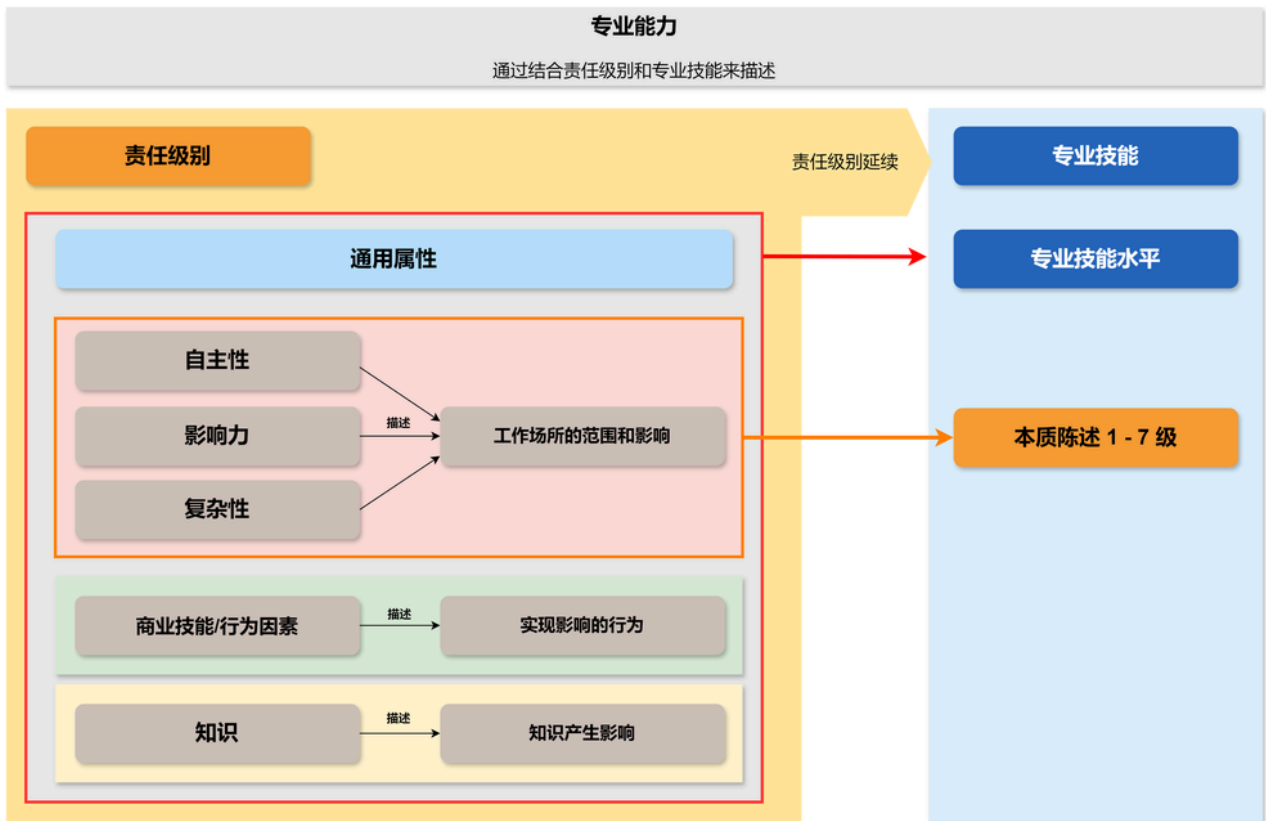 专业能力
通过结合责任级别和专业技能来描述
责任级别
责任级别延续
专业技能
通用属性
专业技能水平
自主性
影响力
描述
工作场所的范围和影响
本质陈述 1 - 7 级
复杂性
商业技能/行为因素
描述
实现影响的行为
知识
描述
知识产生影响